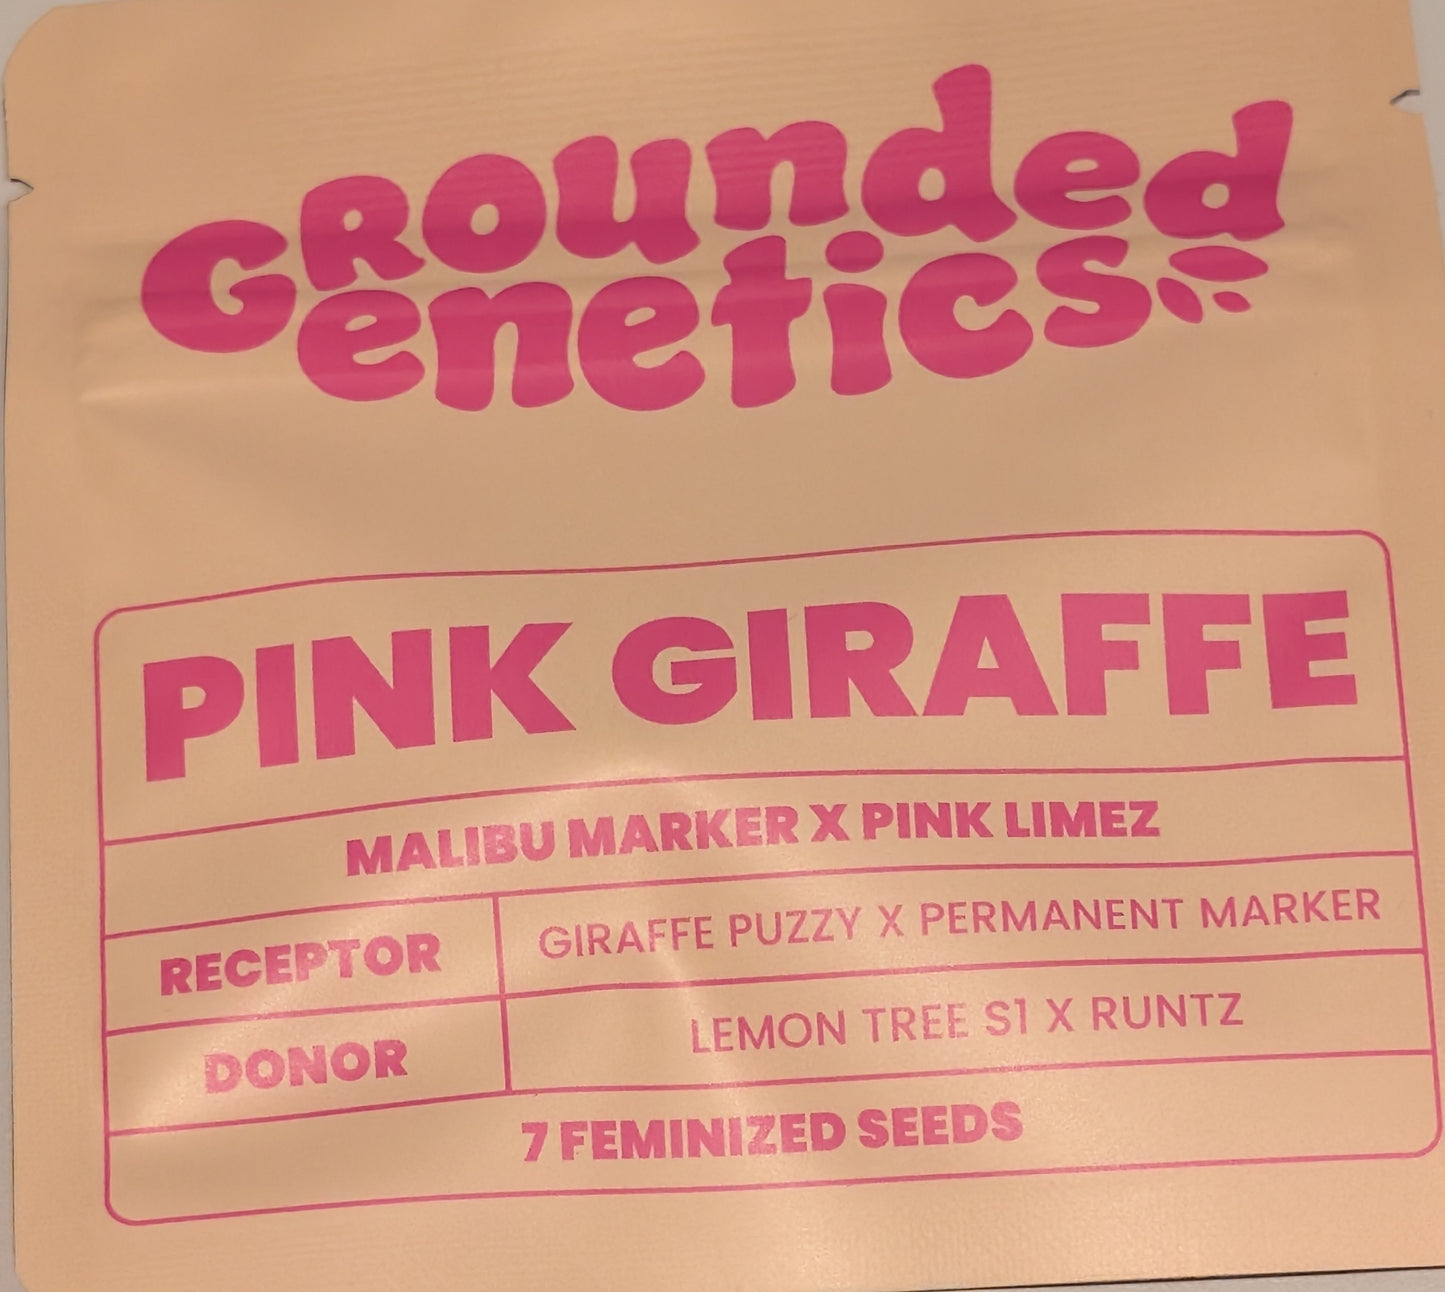 Grounded
Genetics
PINK GIRAFFE
MALIBU MARKER X PINK LIMEZ
RECEPTOR GIRAFFE PUZZY X PERMANENT MARKER
DONOR LEMON TREE S1 X RUNTZ
7 FEMINIZED SEEDS